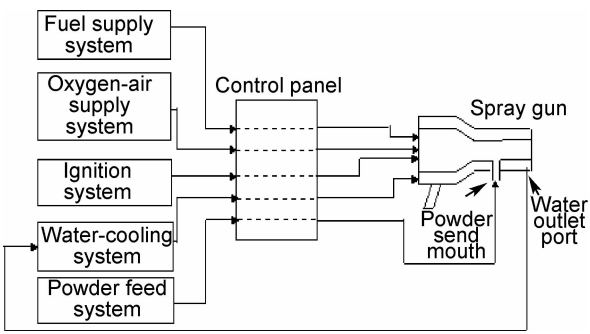 Fuel supply
system
Oxygen-air
supply
system
Ignition
system
Water-cooling
system
Powder feed
system
Control panel
Spray gun
Powder
send
mouth
Water
outlet
port